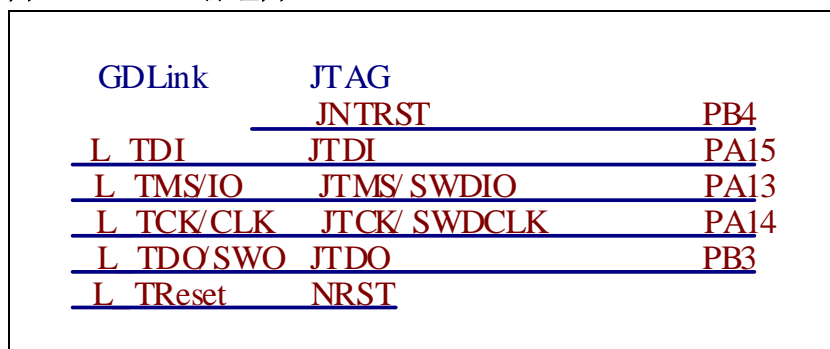 GDLink JTAG
JNTRST PB4
L_TDI JTDI PA15
L_TMS/IO JTMS/SWDIO PA13
L_TCK/CLK JTCK/SWDCLK PA14
L_TDO/SWO JTDO PB3
L_TReset NRST